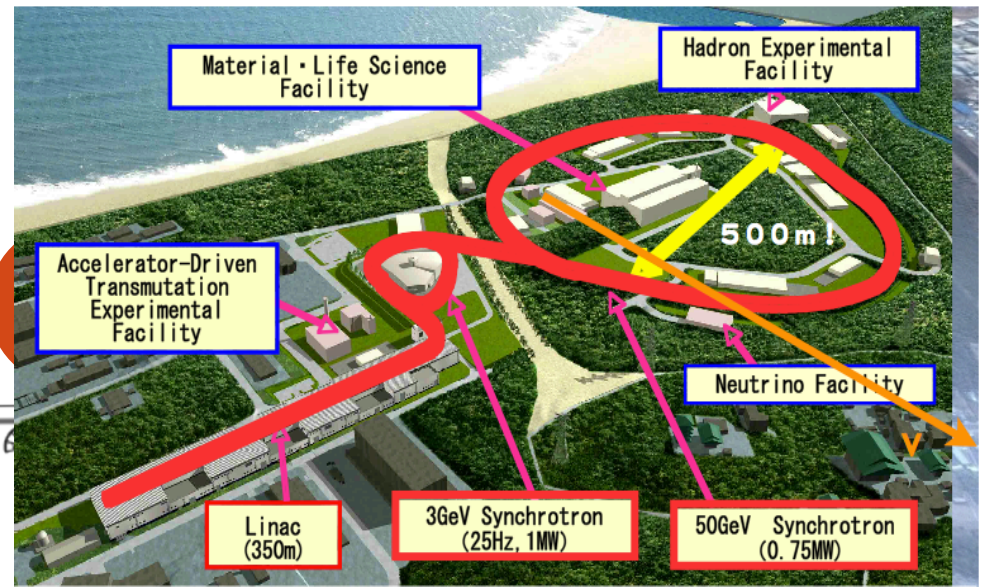 Hadron Experimental
Facility
Material・Life Science
Facility
500m!
Accelerator-Driven
Transmutation
Experimental
Facility
Neutrino Facility
ν
Linac
(350m)
3GeV Synchrotron
(25Hz, 1MW)
50GeV Synchrotron
(0.75MW)